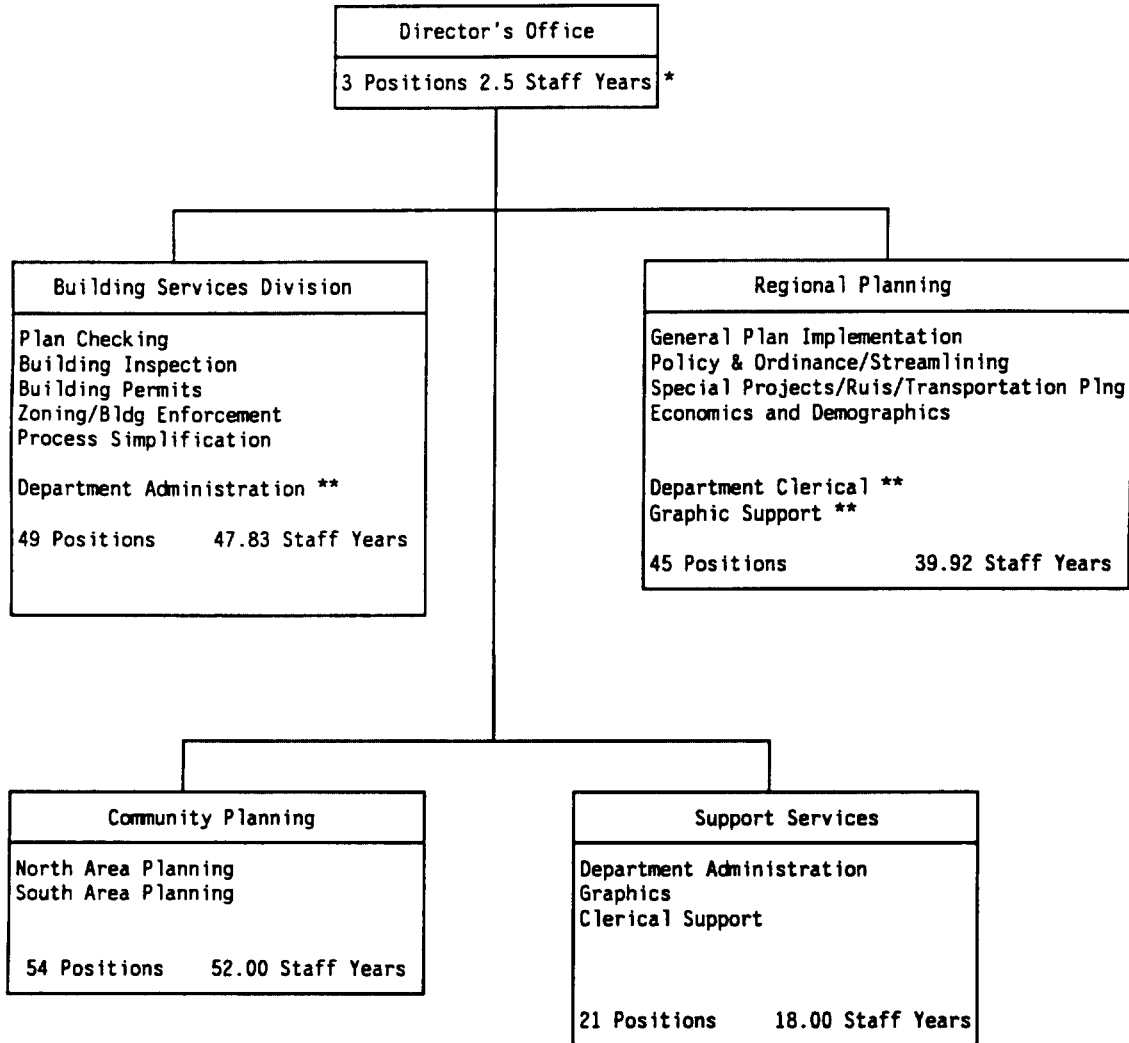 Director's Office
3 Positions 2.5 Staff Years *
Building Services Division
Plan Checking
Building Inspection
Building Permits
Zoning/Bldg Enforcement
Process Simplification
Department Administration **
49 Positions 47.83 Staff Years
Regional Planning
General Plan Implementation
Policy & Ordinance/Streamlining
Special Projects/Ruis/Transportation Plng
Economics and Demographics
Department Clerical **
Graphic Support **
45 Positions 39.92 Staff Years
Community Planning
North Area Planning
South Area Planning
54 Positions 52.00 Staff Years
Support Services
Department Administration
Graphics
Clerical Support
21 Positions 18.00 Staff Years